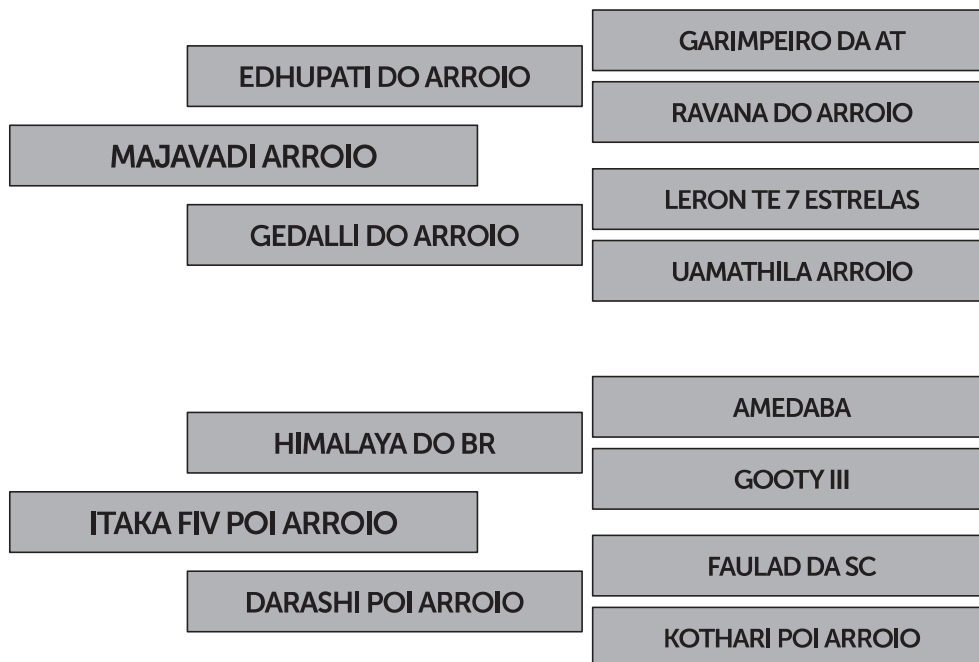 GARIMPEIRO DA AT
EDHUPATI DO ARROIO
RAVANA DO ARROIO
MAJAVADI ARROIO
LERON TE 7 ESTRELAS
GEDALLI DO ARROIO
UAMATHILA ARROIO
AMEDABA
HIMALAYA DO BR
GOOTY III
ITAKA FIV POI ARROIO
FAULAD DA SC
DARASHI POI ARROIO
KOTHARI POI ARROIO